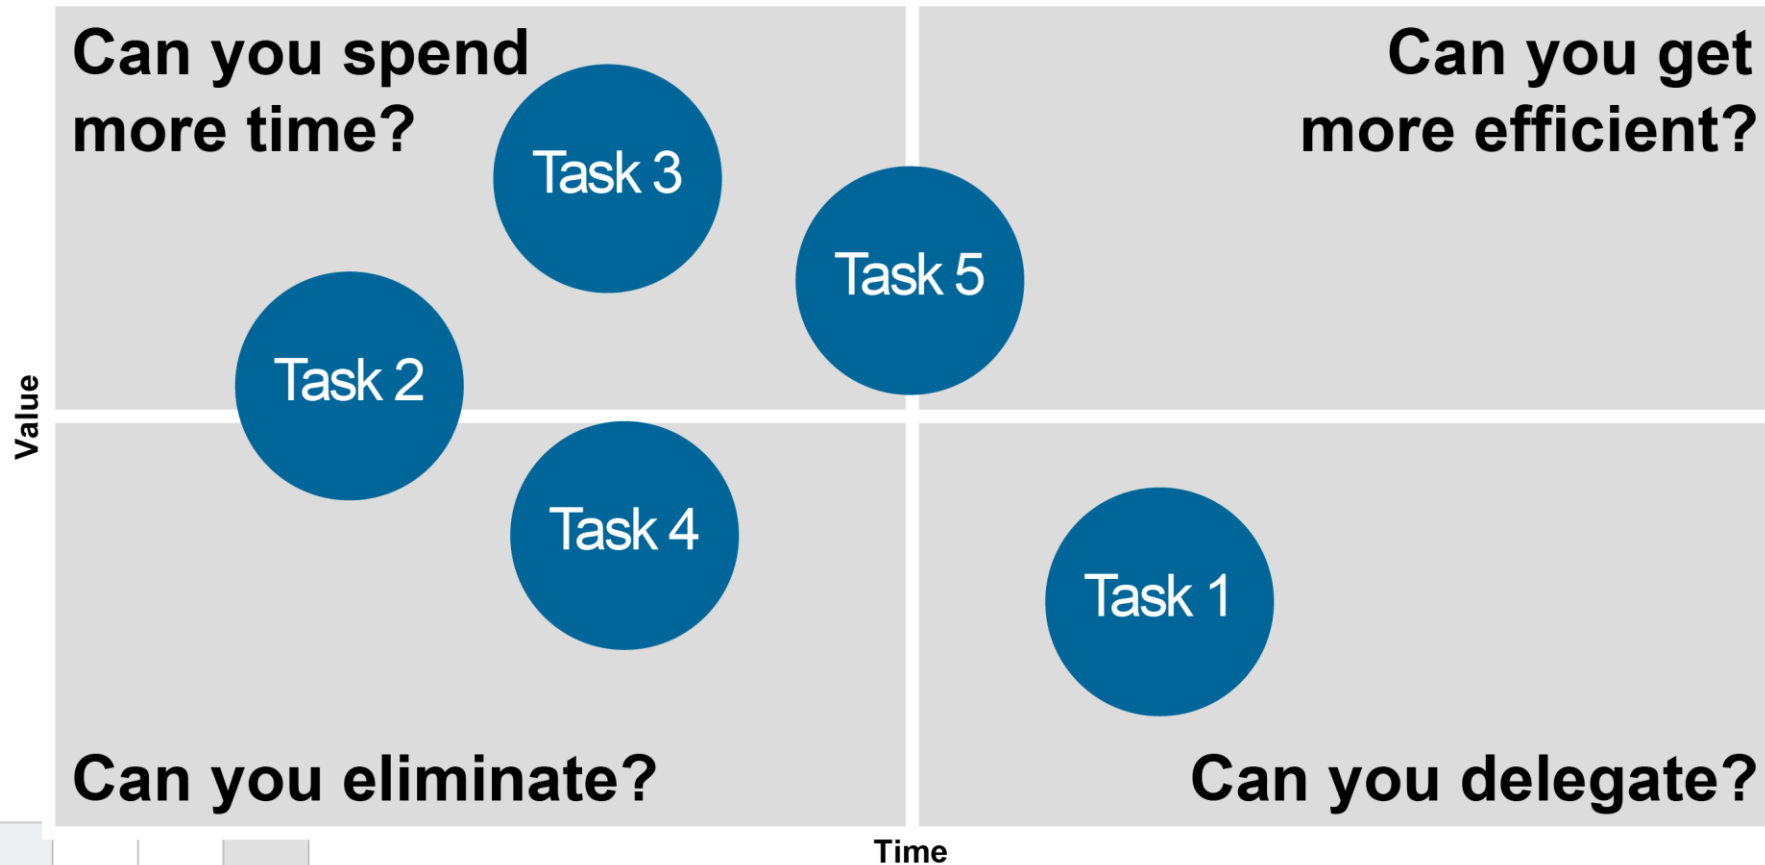 Can you spend
more time?
Can you get
more efficient?
Task 3
Task 5
Task 2
Value
Task 4
Task 1
Can you eliminate?
Can you delegate?
Time